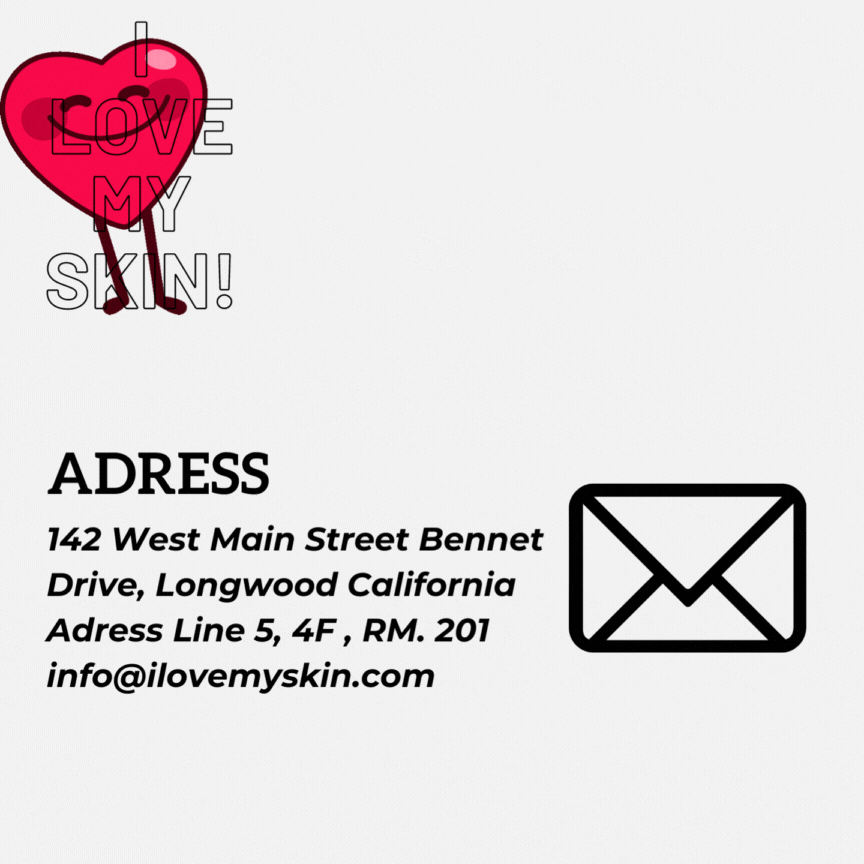 I
LOVE
MY
SKIN!
ADRESS
142 West Main Street Bennet
Drive, Longwood California
Adress Line 5, 4F , RM. 201
info@ilovemyskin.com